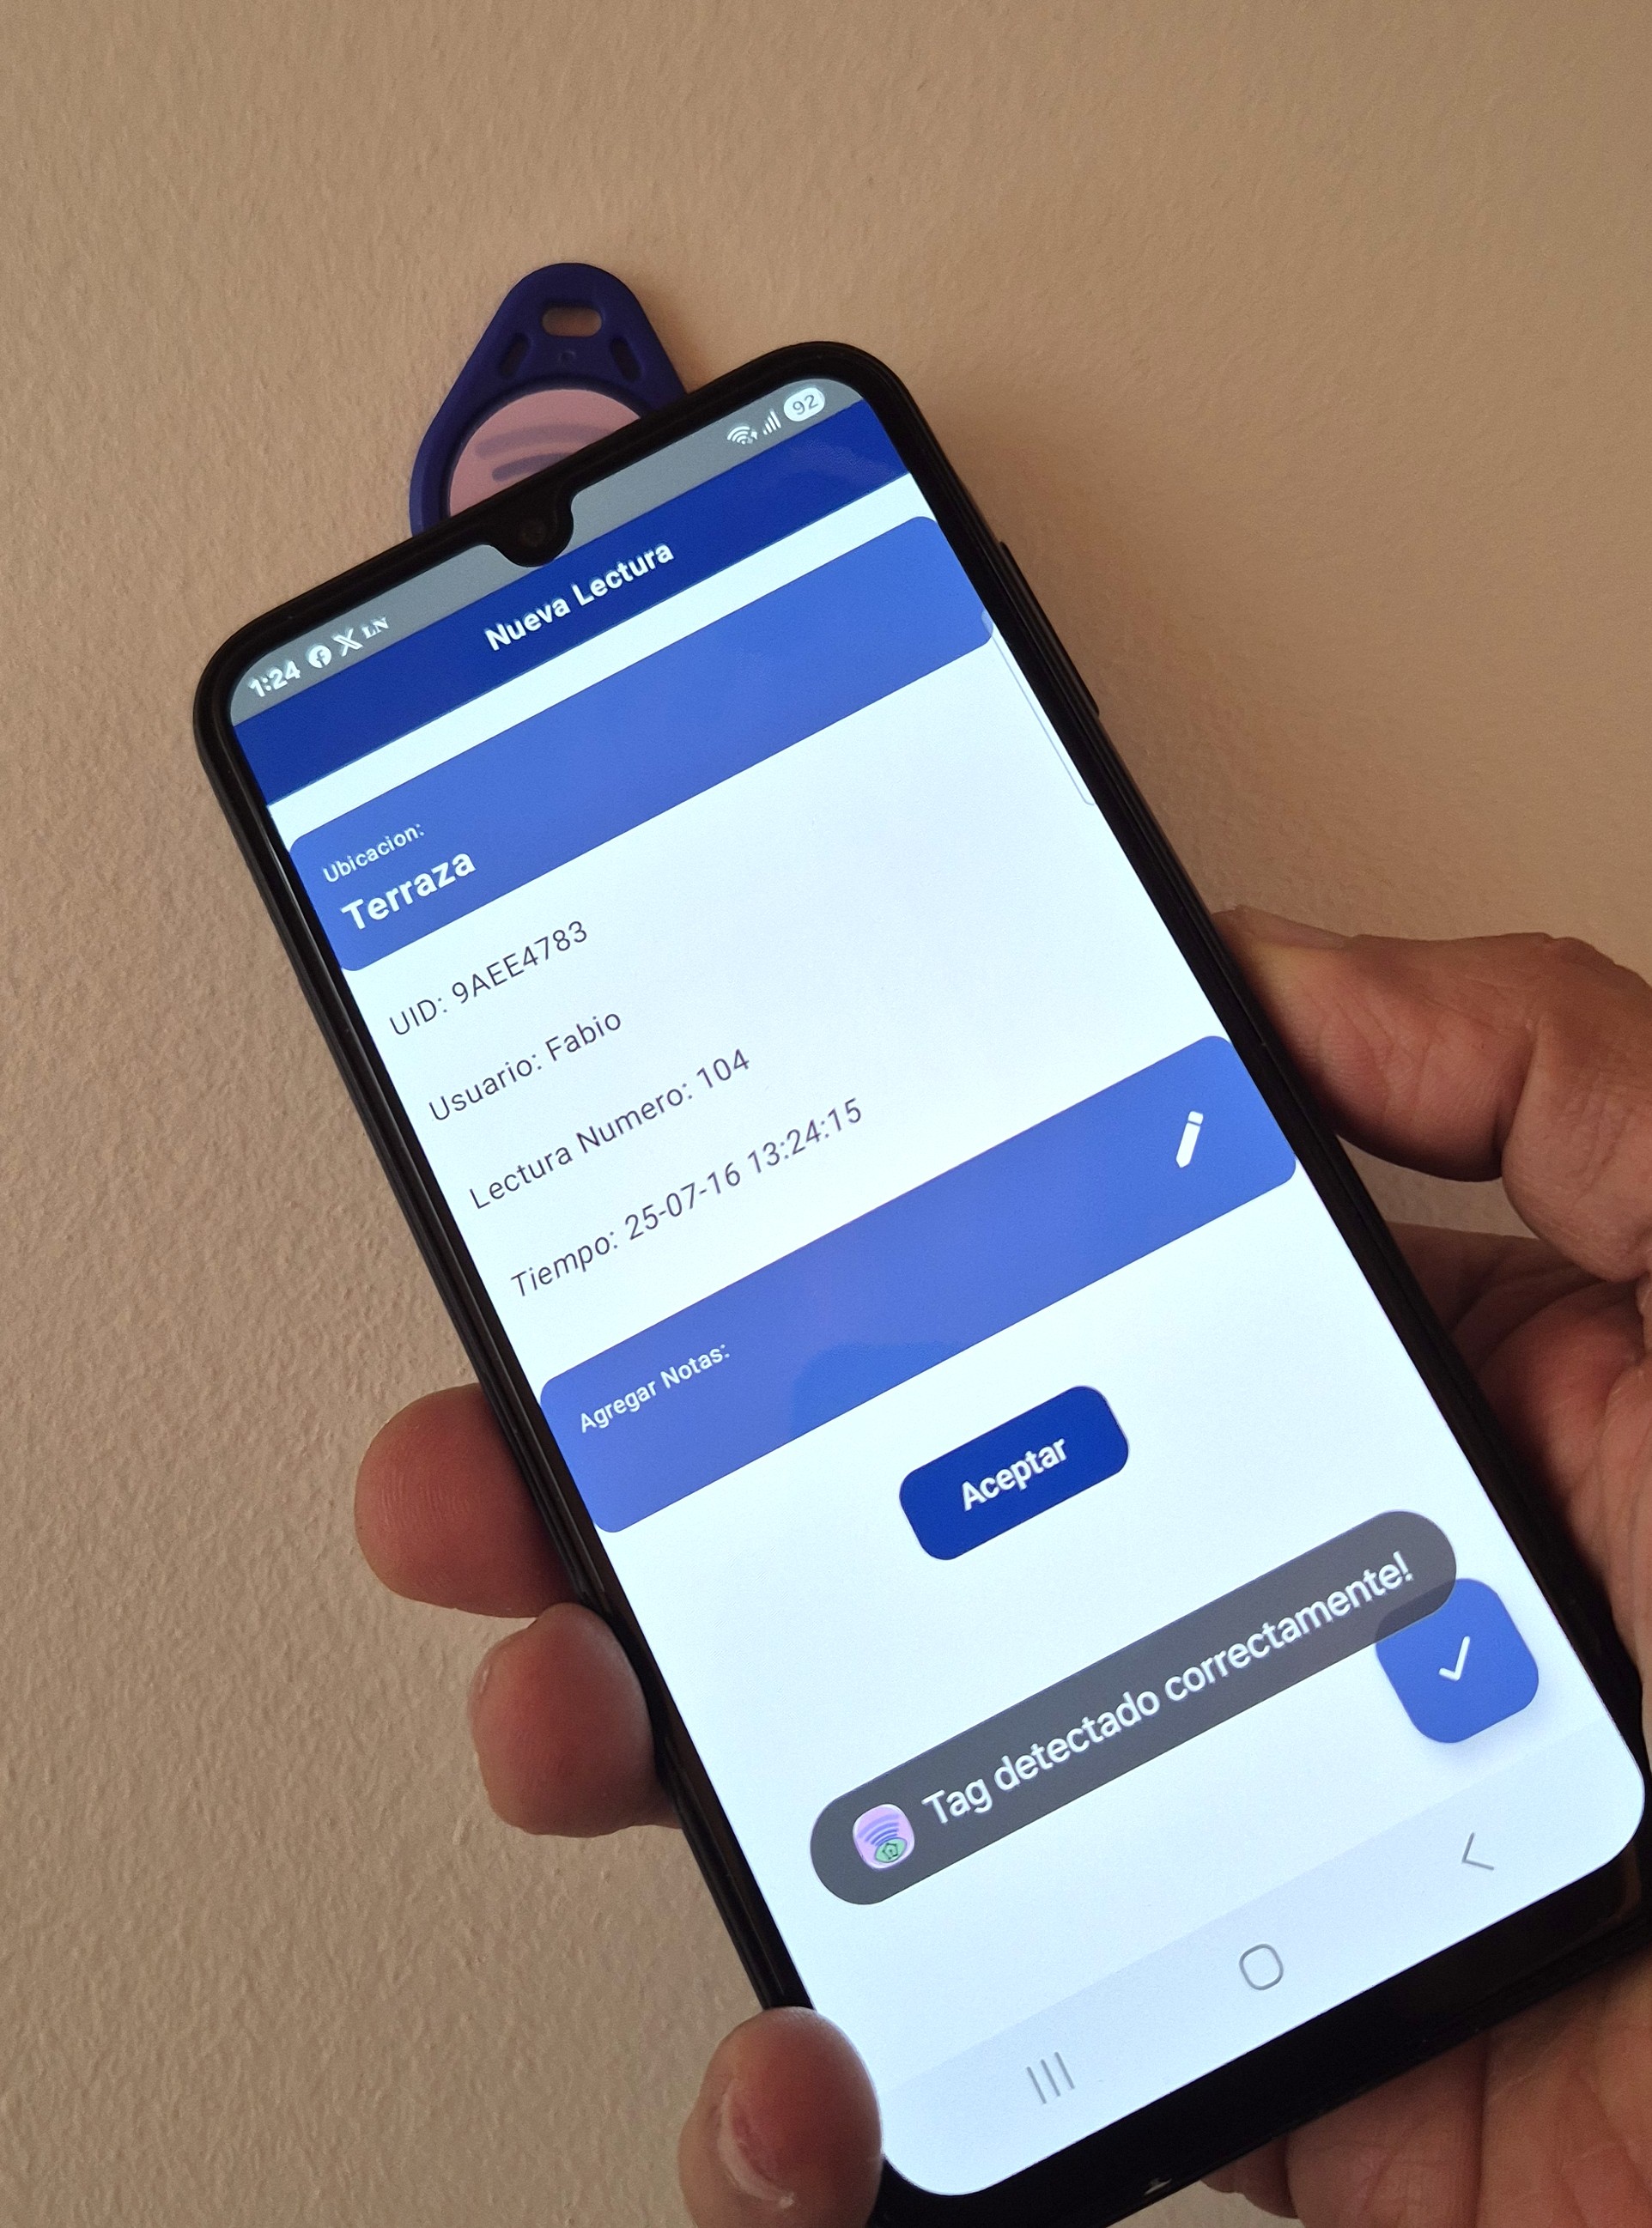 1:24 LN 92
Nueva Lectura
Ubicacion:
Terraza
UID: 9AEE4783
Usuario: Fabio
Lectura Numero: 104
Tiempo: 25-07-16 13:24:15
Agregar Notas:
Aceptar
Tag detectado correctamente!